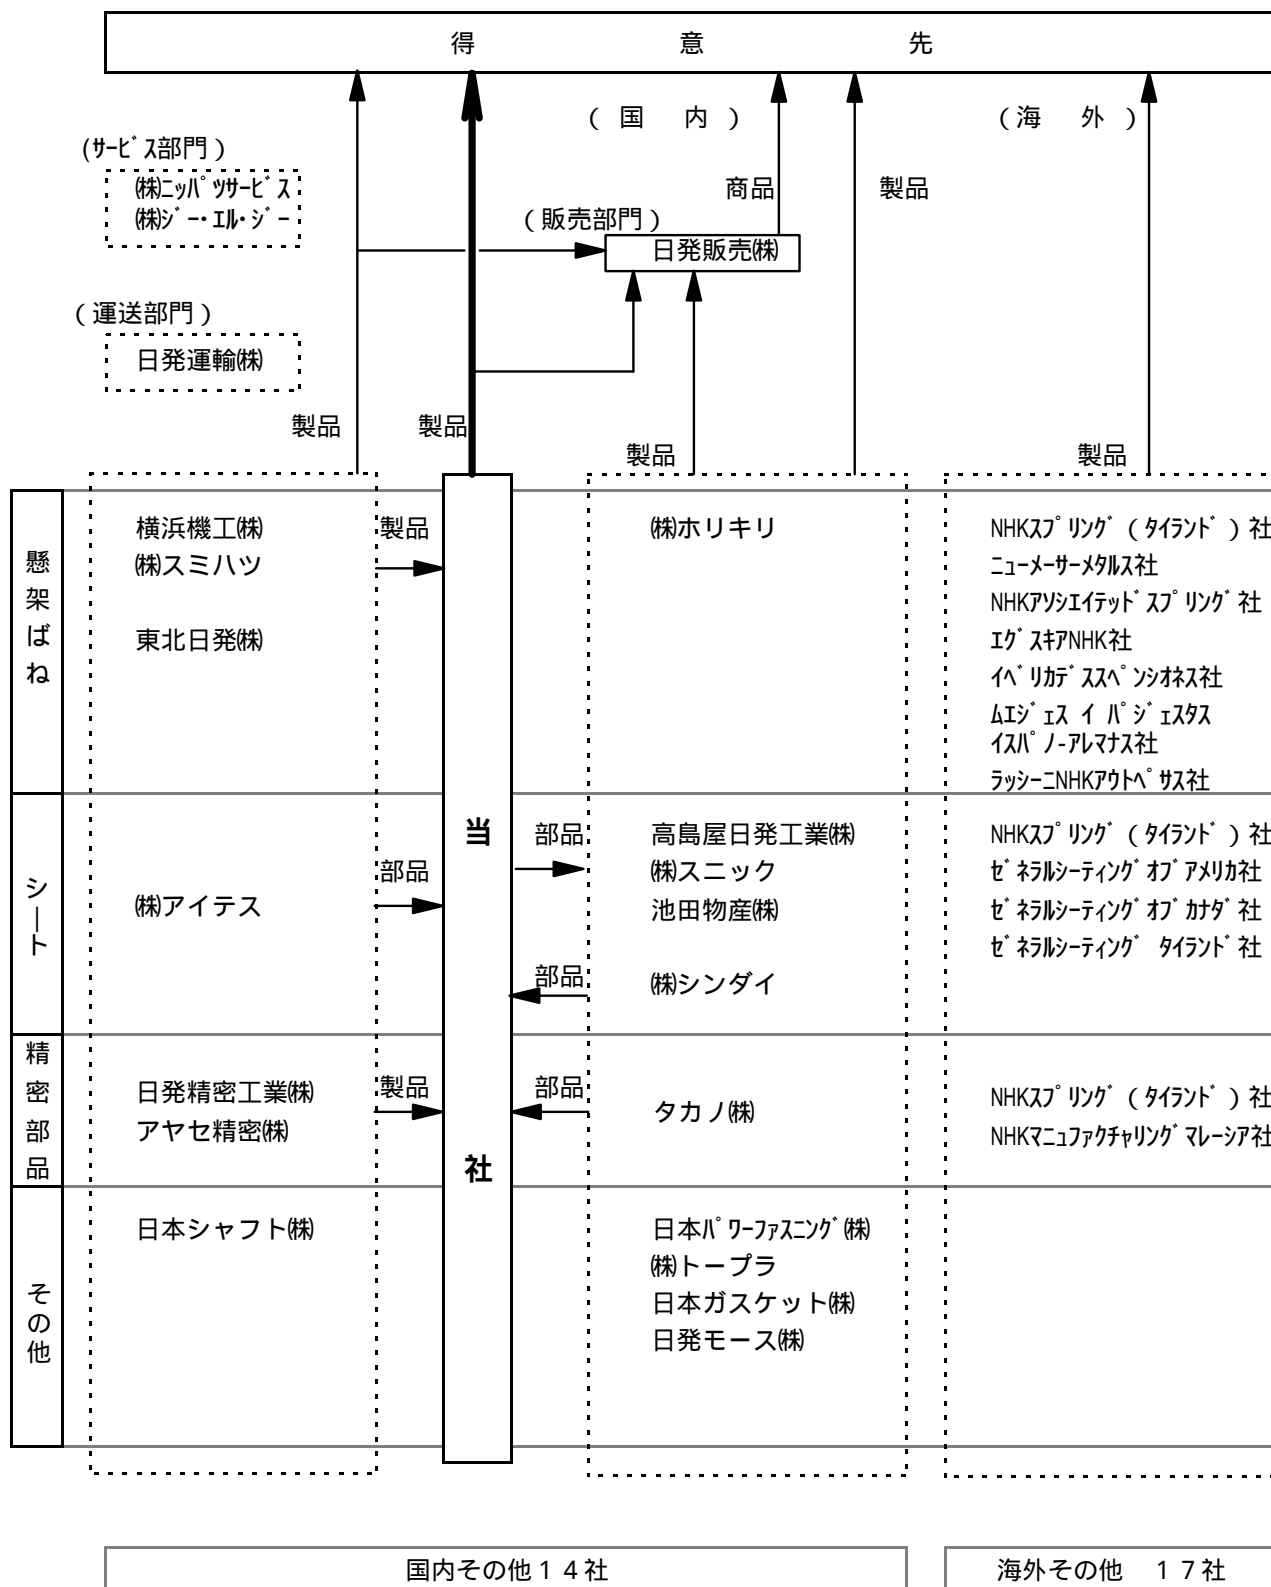 得 意 先
(国 内)
(海 外)
(ｻｰﾋﾞｽ部門)
㈱ﾆｯﾊﾟﾂｻｰﾋﾞｽ
㈱ｼﾞｰ･ｴﾙ･ｼﾞｰ
商品
製品
(販売部門)
日発販売㈱
(運送部門)
日発運輸㈱
製品
製品
製品
製品
懸架ばね
横浜機工㈱
㈱スミハツ
東北日発㈱
製品
㈱ホリキリ
NHKｽﾌﾟﾘﾝｸﾞ(ﾀｲﾗﾝﾄﾞ)社
ﾆｭｰﾒｰｻｰﾒﾀﾙｽ社
NHKｱｿｼｴｲﾃｯﾄﾞｽﾌﾟﾘﾝｸﾞ社
ｴｸﾞｽｷｱNHK社
ｲﾍﾞﾘｶﾃﾞｽｽﾍﾟﾝｼｵﾈｽ社
ﾑｴｼﾞｪｽ ｲ ﾊﾞｼﾞｪｽﾀｽ
ｲｽﾊﾟﾉ-ｱﾚﾏﾅｽ社
ﾗｯｼｰﾆNHKｱｳﾄﾍﾟｻｽ社
シート
㈱アイテス
部品
当社
部品
部品
高島屋日発工業㈱
㈱スニック
池田物産㈱
㈱シンダイ
NHKｽﾌﾟﾘﾝｸﾞ(ﾀｲﾗﾝﾄﾞ)社
ｾﾞﾈﾗﾙｼｰﾃｨﾝｸﾞｵﾌﾞｱﾒﾘｶ社
ｾﾞﾈﾗﾙｼｰﾃｨﾝｸﾞｵﾌﾞｶﾅﾀﾞ社
ｾﾞﾈﾗﾙｼｰﾃｨﾝｸﾞ ﾀｲﾗﾝﾄﾞ社
精密部品
日発精密工業㈱
アヤセ精密㈱
製品
部品
タカノ㈱
NHKｽﾌﾟﾘﾝｸﾞ(ﾀｲﾗﾝﾄﾞ)社
NHKﾏﾆｭﾌｧｸﾁｬﾘﾝｸﾞﾏﾚｰｼｱ社
その他
日本シャフト㈱
日本ﾊﾟﾜｰﾌｧｽﾆﾝｸﾞ㈱
㈱トープラ
日本ガスケット㈱
日発モース㈱
国内その他14社
海外その他 17社